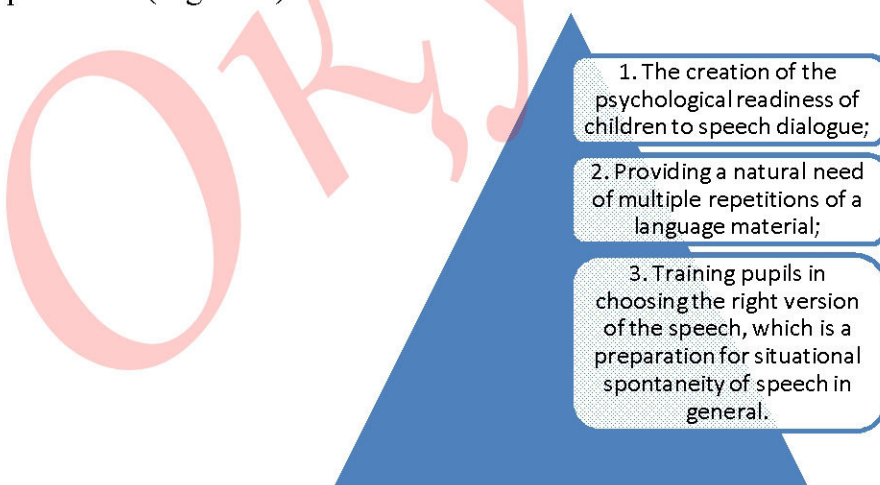 Oқу
1. The creation of the
psychological readiness of
children to speech dialogue;
2. Providing a natural need
of multiple repetitions of a
language material;
3. Training pupils in
choosing the right version
of the speech, which is a
preparation for situational
spontaneity of speech in
general.